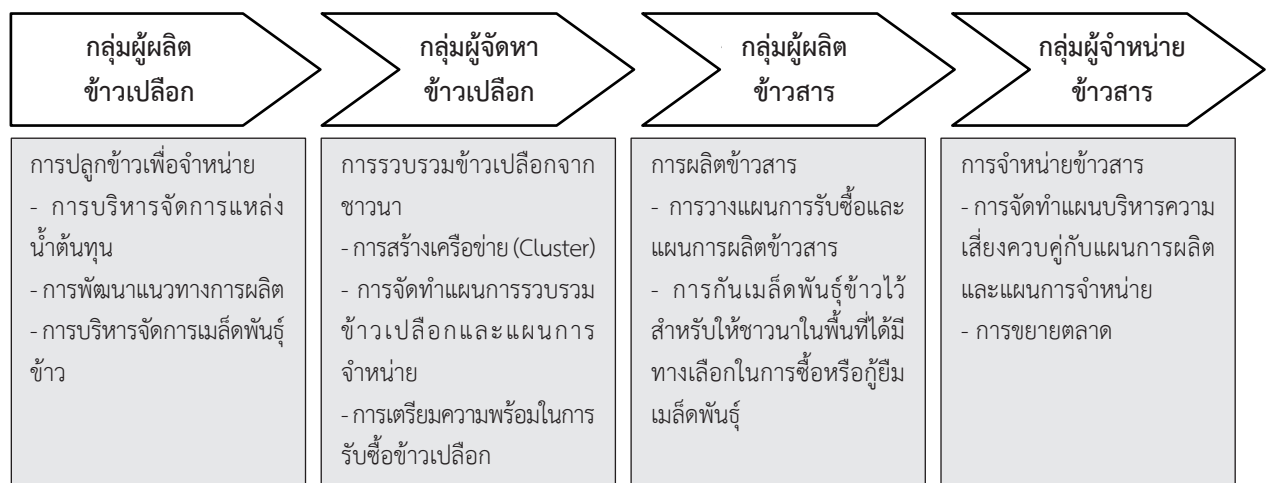 กลุ่มผู้ผลิต
ข้าวเปลือก
กลุ่มผู้จัดหา
ข้าวเปลือก
กลุ่มผู้ผลิต
ข้าวสาร
กลุ่มผู้จำหน่าย
ข้าวสาร
การปลูกข้าวเพื่อจำหน่าย
- การบริหารจัดการแหล่ง
น้ำต้นทุน
- การพัฒนาแนวทางการผลิต
- การบริหารจัดการเมล็ดพันธุ์
ข้าว
การรวบรวมข้าวเปลือกจาก
ชาวนา
- การสร้างเครือข่าย (Cluster)
- การจัดทำแผนการรวบรวม
ข้าวเปลือกและแผนการ
จำหน่าย
- การเตรียมความพร้อมในการ
รับซื้อข้าวเปลือก
การผลิตข้าวสาร
- การวางแผนการรับซื้อและ
แผนการผลิตข้าวสาร
- การกันเมล็ดพันธุ์ข้าวไว้
สำหรับให้ชาวนาในพื้นที่ได้มี
ทางเลือกในการซื้อหรือกู้ยืม
เมล็ดพันธุ์
การจำหน่ายข้าวสาร
- การจัดทำแผนบริหารความ
เสี่ยงควบคู่กับแผนการผลิต
และแผนการจำหน่าย
- การขยายตลาด